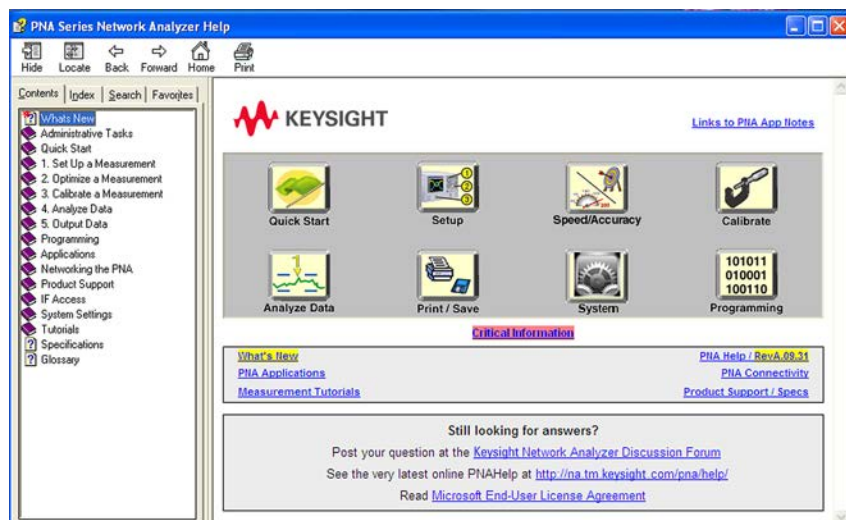 PNA Series Network Analyzer Help
Hide Locate Back Forward Home Print
Contents Index Search Favorites
Whats New
Administrative Tasks
Quick Start
1. Set Up a Measurement
2. Optimize a Measurement
3. Calibrate a Measurement
4. Analyze Data
5. Output Data
Programming
Applications
Networking the PNA
Product Support
IF Access
System Settings
Tutorials
Specifications
Glossary
KEYSIGHT
Links to PNA App Notes
1
2
3
Quick Start Setup Speed/Accuracy Calibrate
1
101011
010001
100110
Analyze Data Print / Save System Programming
Critical Information
What's New PNA Help / RevA.09.31
PNA Applications PNA Connectivity
Measurement Tutorials Product Support / Specs
Still looking for answers?
Post your question at the Keysight Network Analyzer Discussion Forum
See the very latest online PNAHelp at http://na.tm.keysight.com/pna/help/
Read Microsoft End-User License Agreement